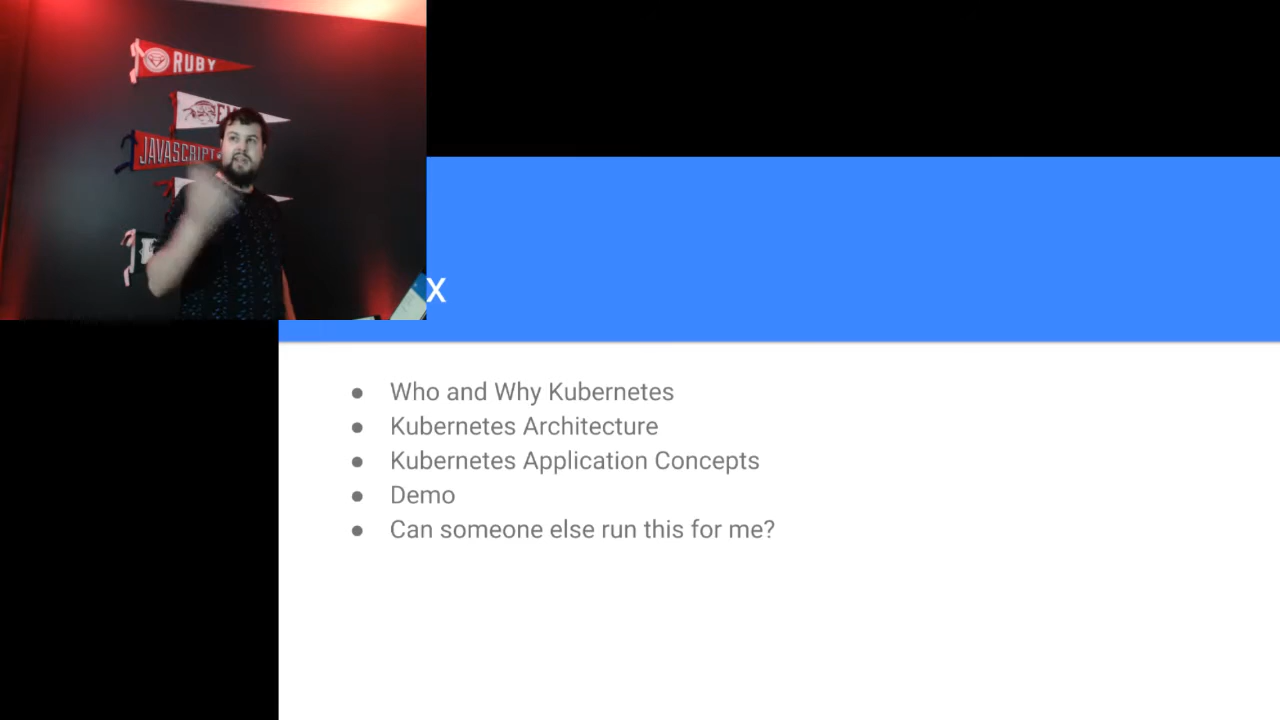 RUBY
JAVASCRIPT
x
Who and Why Kubernetes
Kubernetes Architecture
Kubernetes Application Concepts
Demo
Can someone else run this for me?